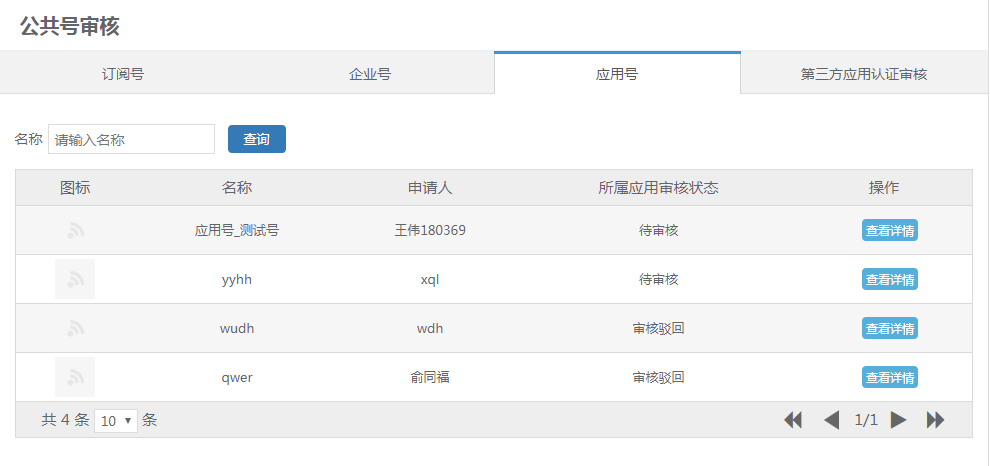 公共号审核
订阅号 企业号 应用号 第三方应用认证审核
名称 请输入名称 查询
图标 名称 申请人 所属应用审核状态 操作
应用号_测试号 王伟180369 待审核 查看详情
yyhh xql 待审核 查看详情
wudh wdh 审核驳回 查看详情
qwer 俞同福 审核驳回 查看详情
共 4 条 10 条 1/1